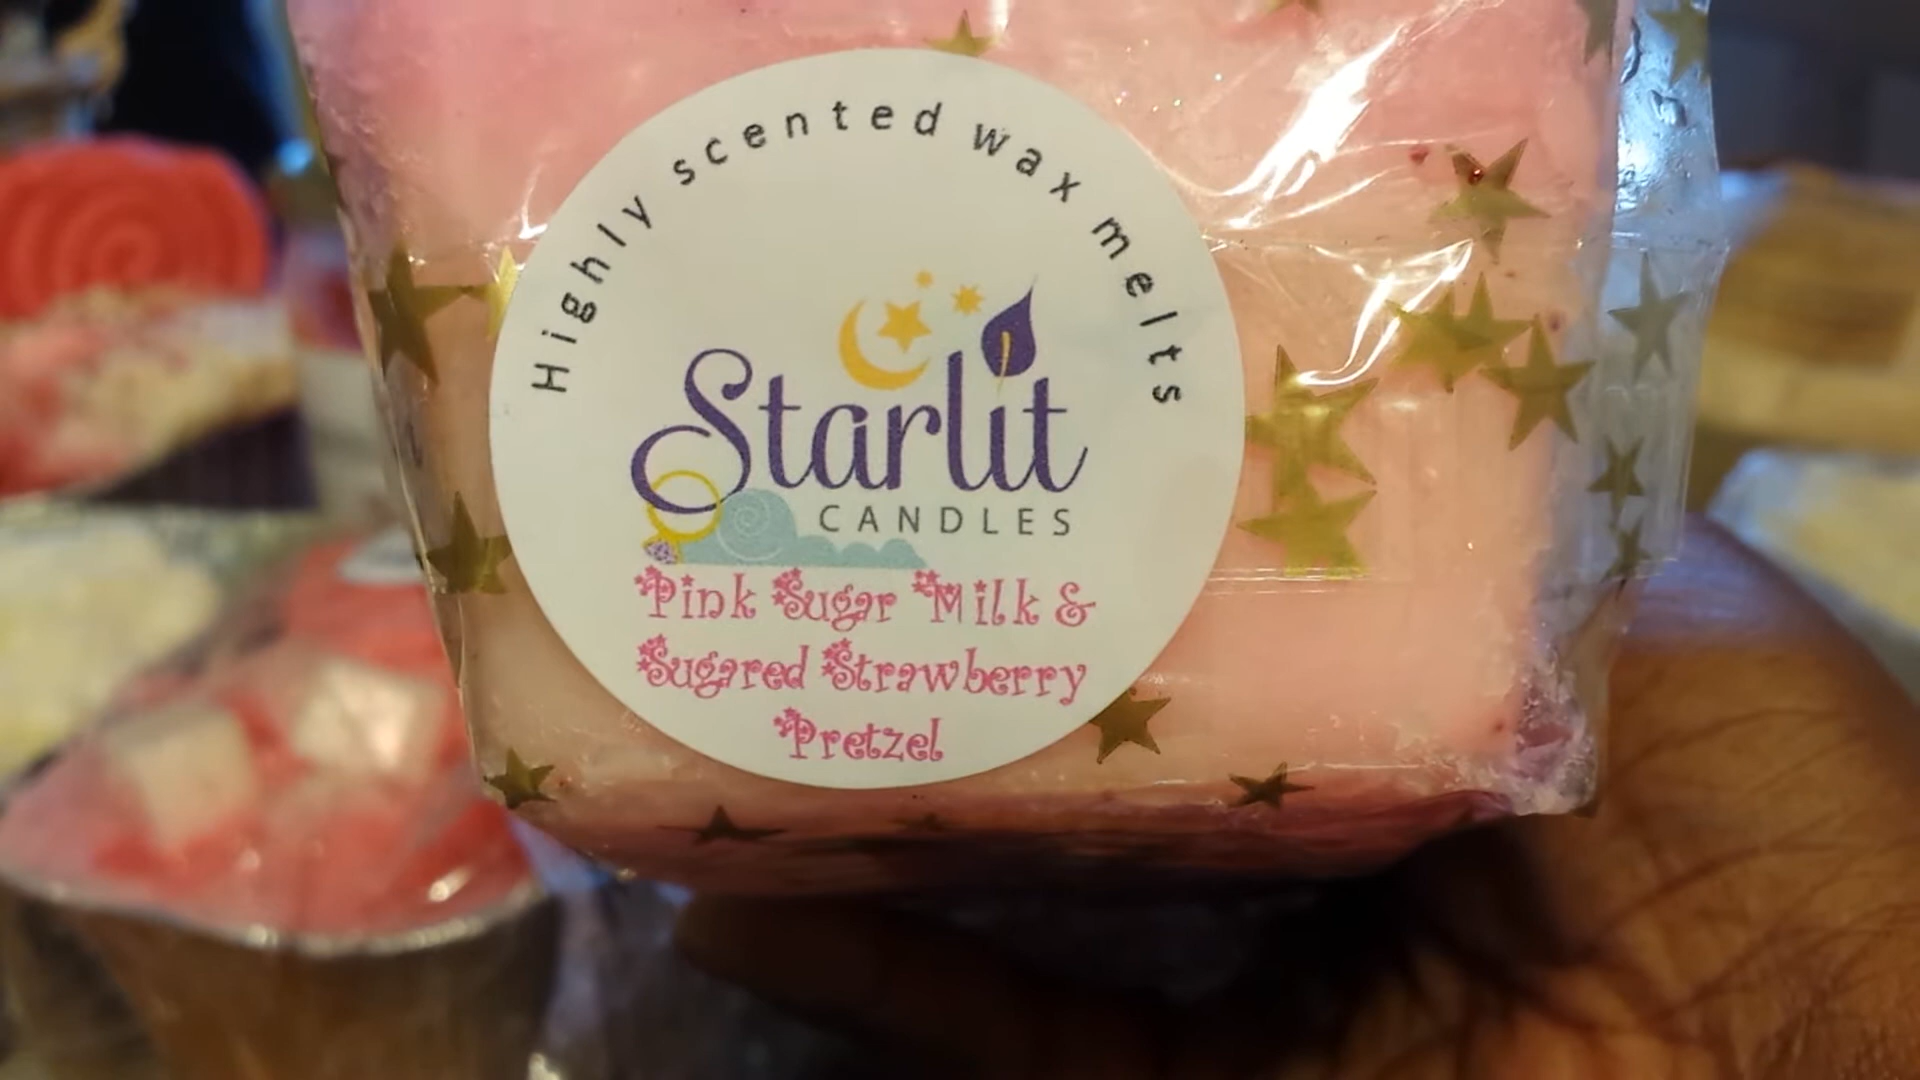 Highly scented wax melts
Starlit
CANDLES
Pink Sugar Milk &
Sugared Strawberry
Pretzel